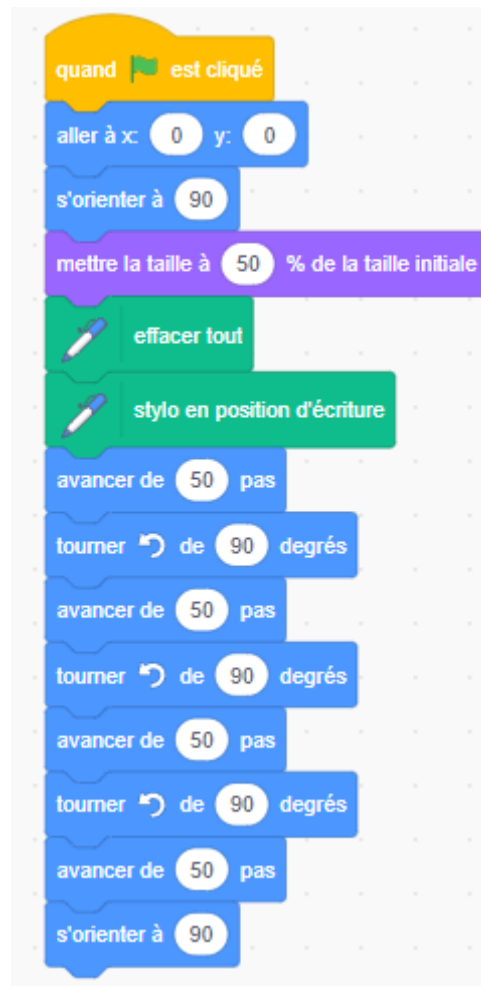 quand est cliqué
aller à x: 0 y: 0
s'orienter à 90
mettre la taille à 50 % de la taille initiale
effacer tout
stylo en position d'écriture
avancer de 50 pas
tourner de 90 degrés
avancer de 50 pas
tourner de 90 degrés
avancer de 50 pas
tourner de 90 degrés
avancer de 50 pas
s'orienter à 90